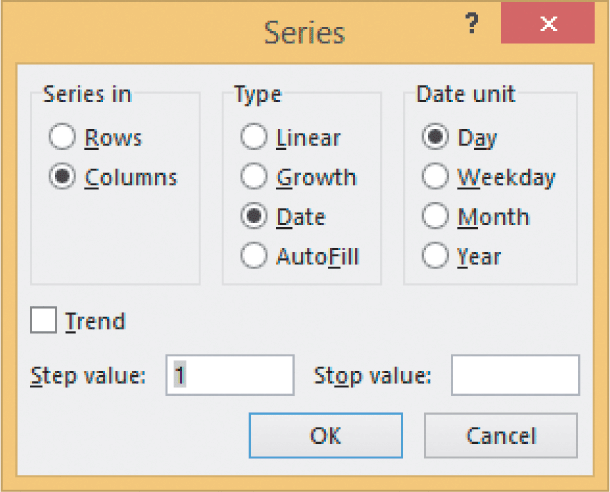 Series ? ×
Series in Type Date unit
Rows Linear Day
Columns Growth Weekday
Date Month
AutoFill Year
Trend
Step value: 1 Stop value:
OK Cancel